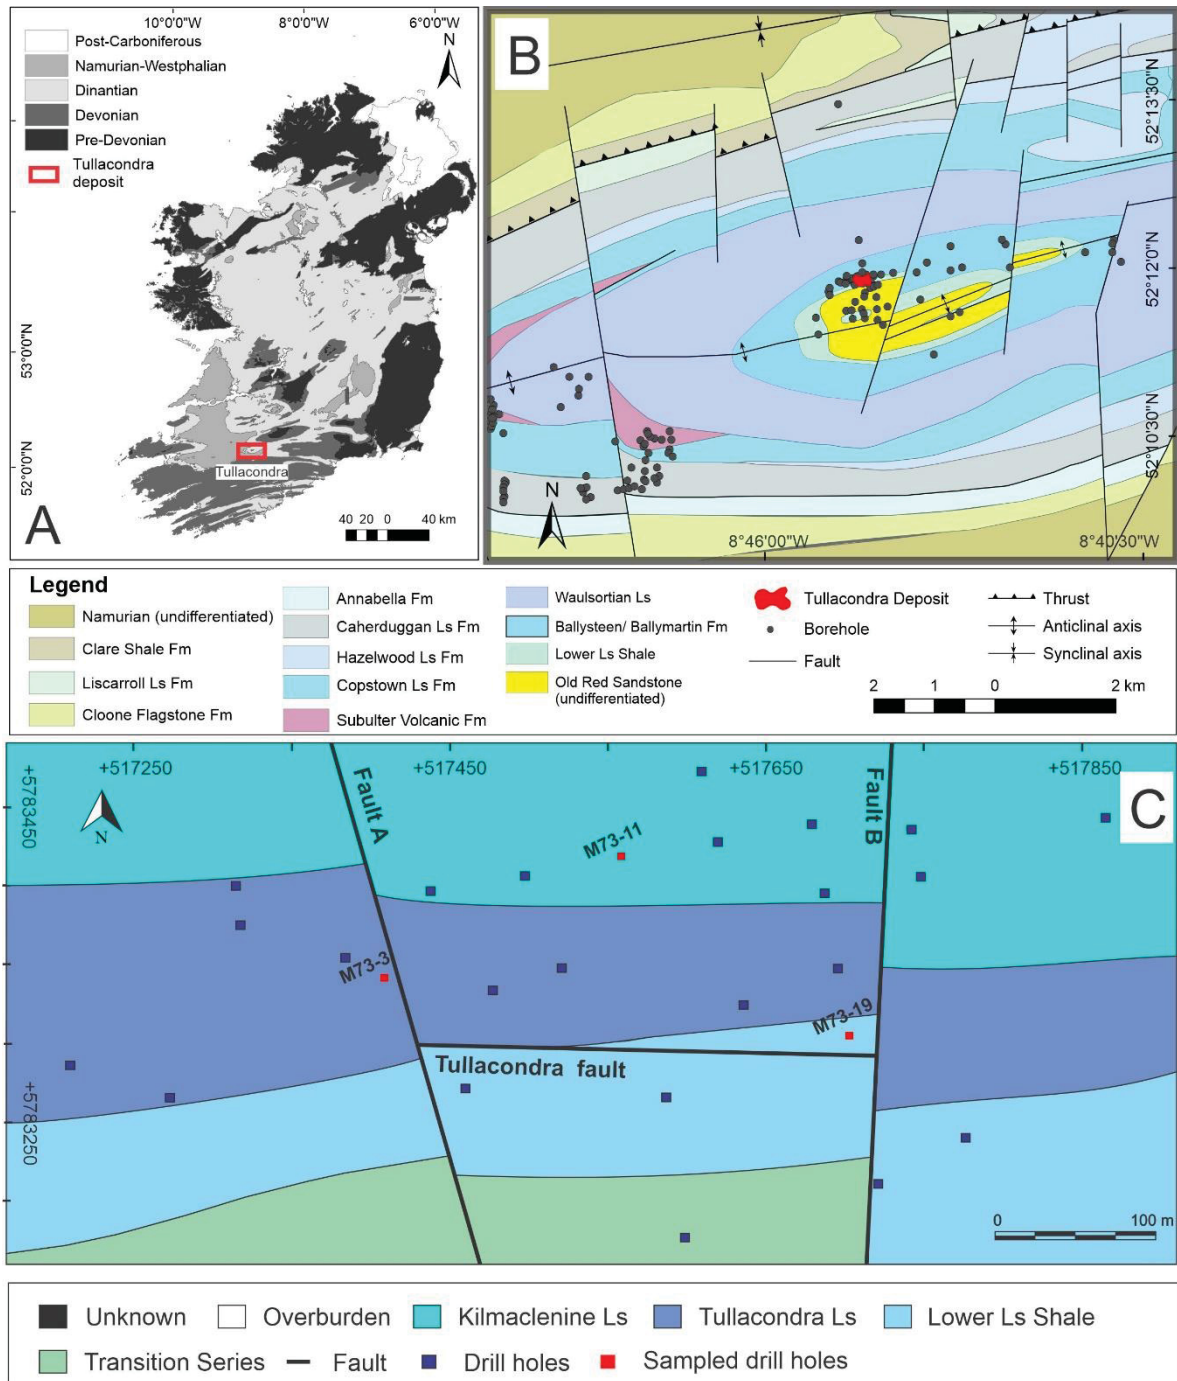 10°0'0"W
8°0'0"W
6°0'0"W
Post-Carboniferous
Namurian-Westphalian
Dinantian
Devonian
Pre-Devonian
Tullacondra
deposit
N
53°0'0"N
52°0'0"N
Tullacondra
A
40 20 0 40 km
B
52°13'30"N
52°12'0"N
52°10'30"N
N
8°46'00"W
8°40'30"W
Legend
Namurian (undifferentiated)
Clare Shale Fm
Liscarroll Ls Fm
Cloone Flagstone Fm
Annabella Fm
Caherduggan Ls Fm
Hazelwood Ls Fm
Copstown Ls Fm
Subulter Volcanic Fm
Waulsortian Ls
Ballysteen/ Ballymartin Fm
Lower Ls Shale
Old Red Sandstone
(undifferentiated)
Tullacondra Deposit
Borehole
Fault
Thrust
Anticlinal axis
Synclinal axis
2 1 0 2 km
+517250
+517450
+517650
+517850
C
+5783450
+5783250
N
Fault A
Fault B
M73-11
M73-3
M73-19
Tullacondra fault
0 100 m
Unknown
Overburden
Kilmaclenine Ls
Tullacondra Ls
Lower Ls Shale
Transition Series
Fault
Drill holes
Sampled drill holes